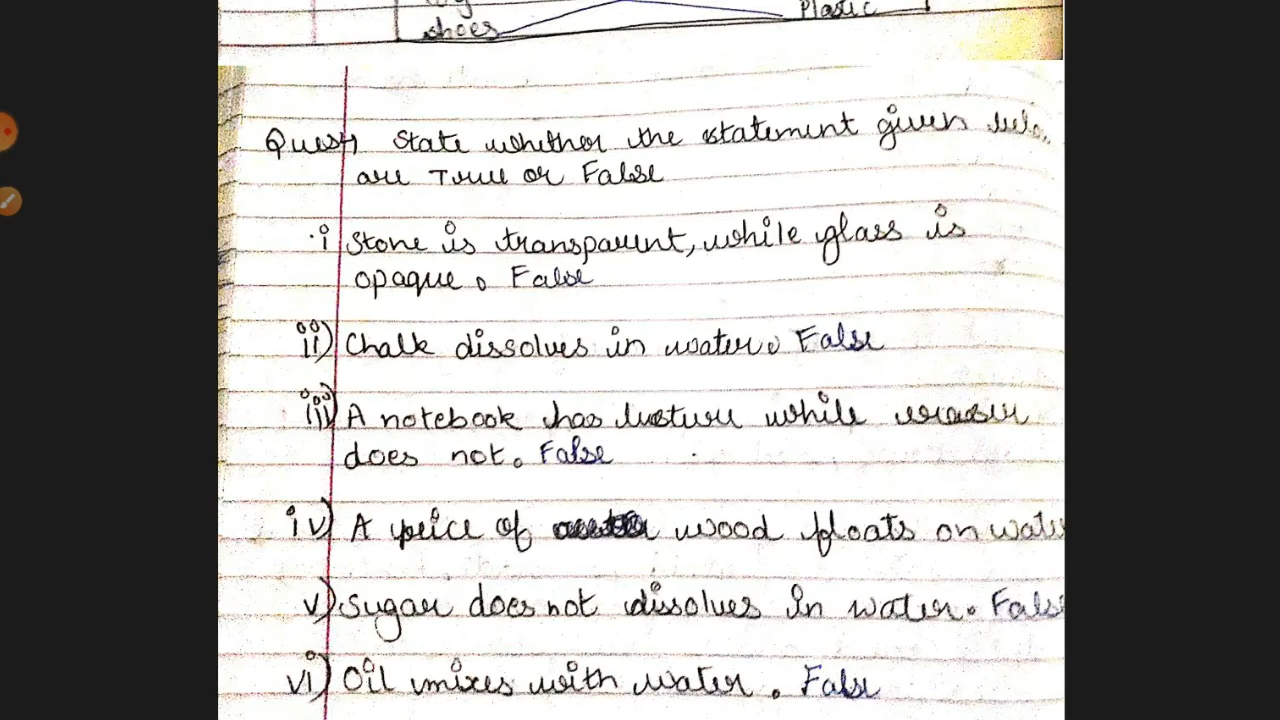 shoes Plastic
Ques State whether the statement given
are True or False
i Stone is transparent, while glass is
opaque. False
ii) Chalk dissolves in water. False
iii) A notebook has lusture while eraser
does not. False
iv) A peice of wood floats on wate
v) Sugar does not dissolves In water. False
vi) Oil mixes with water. False